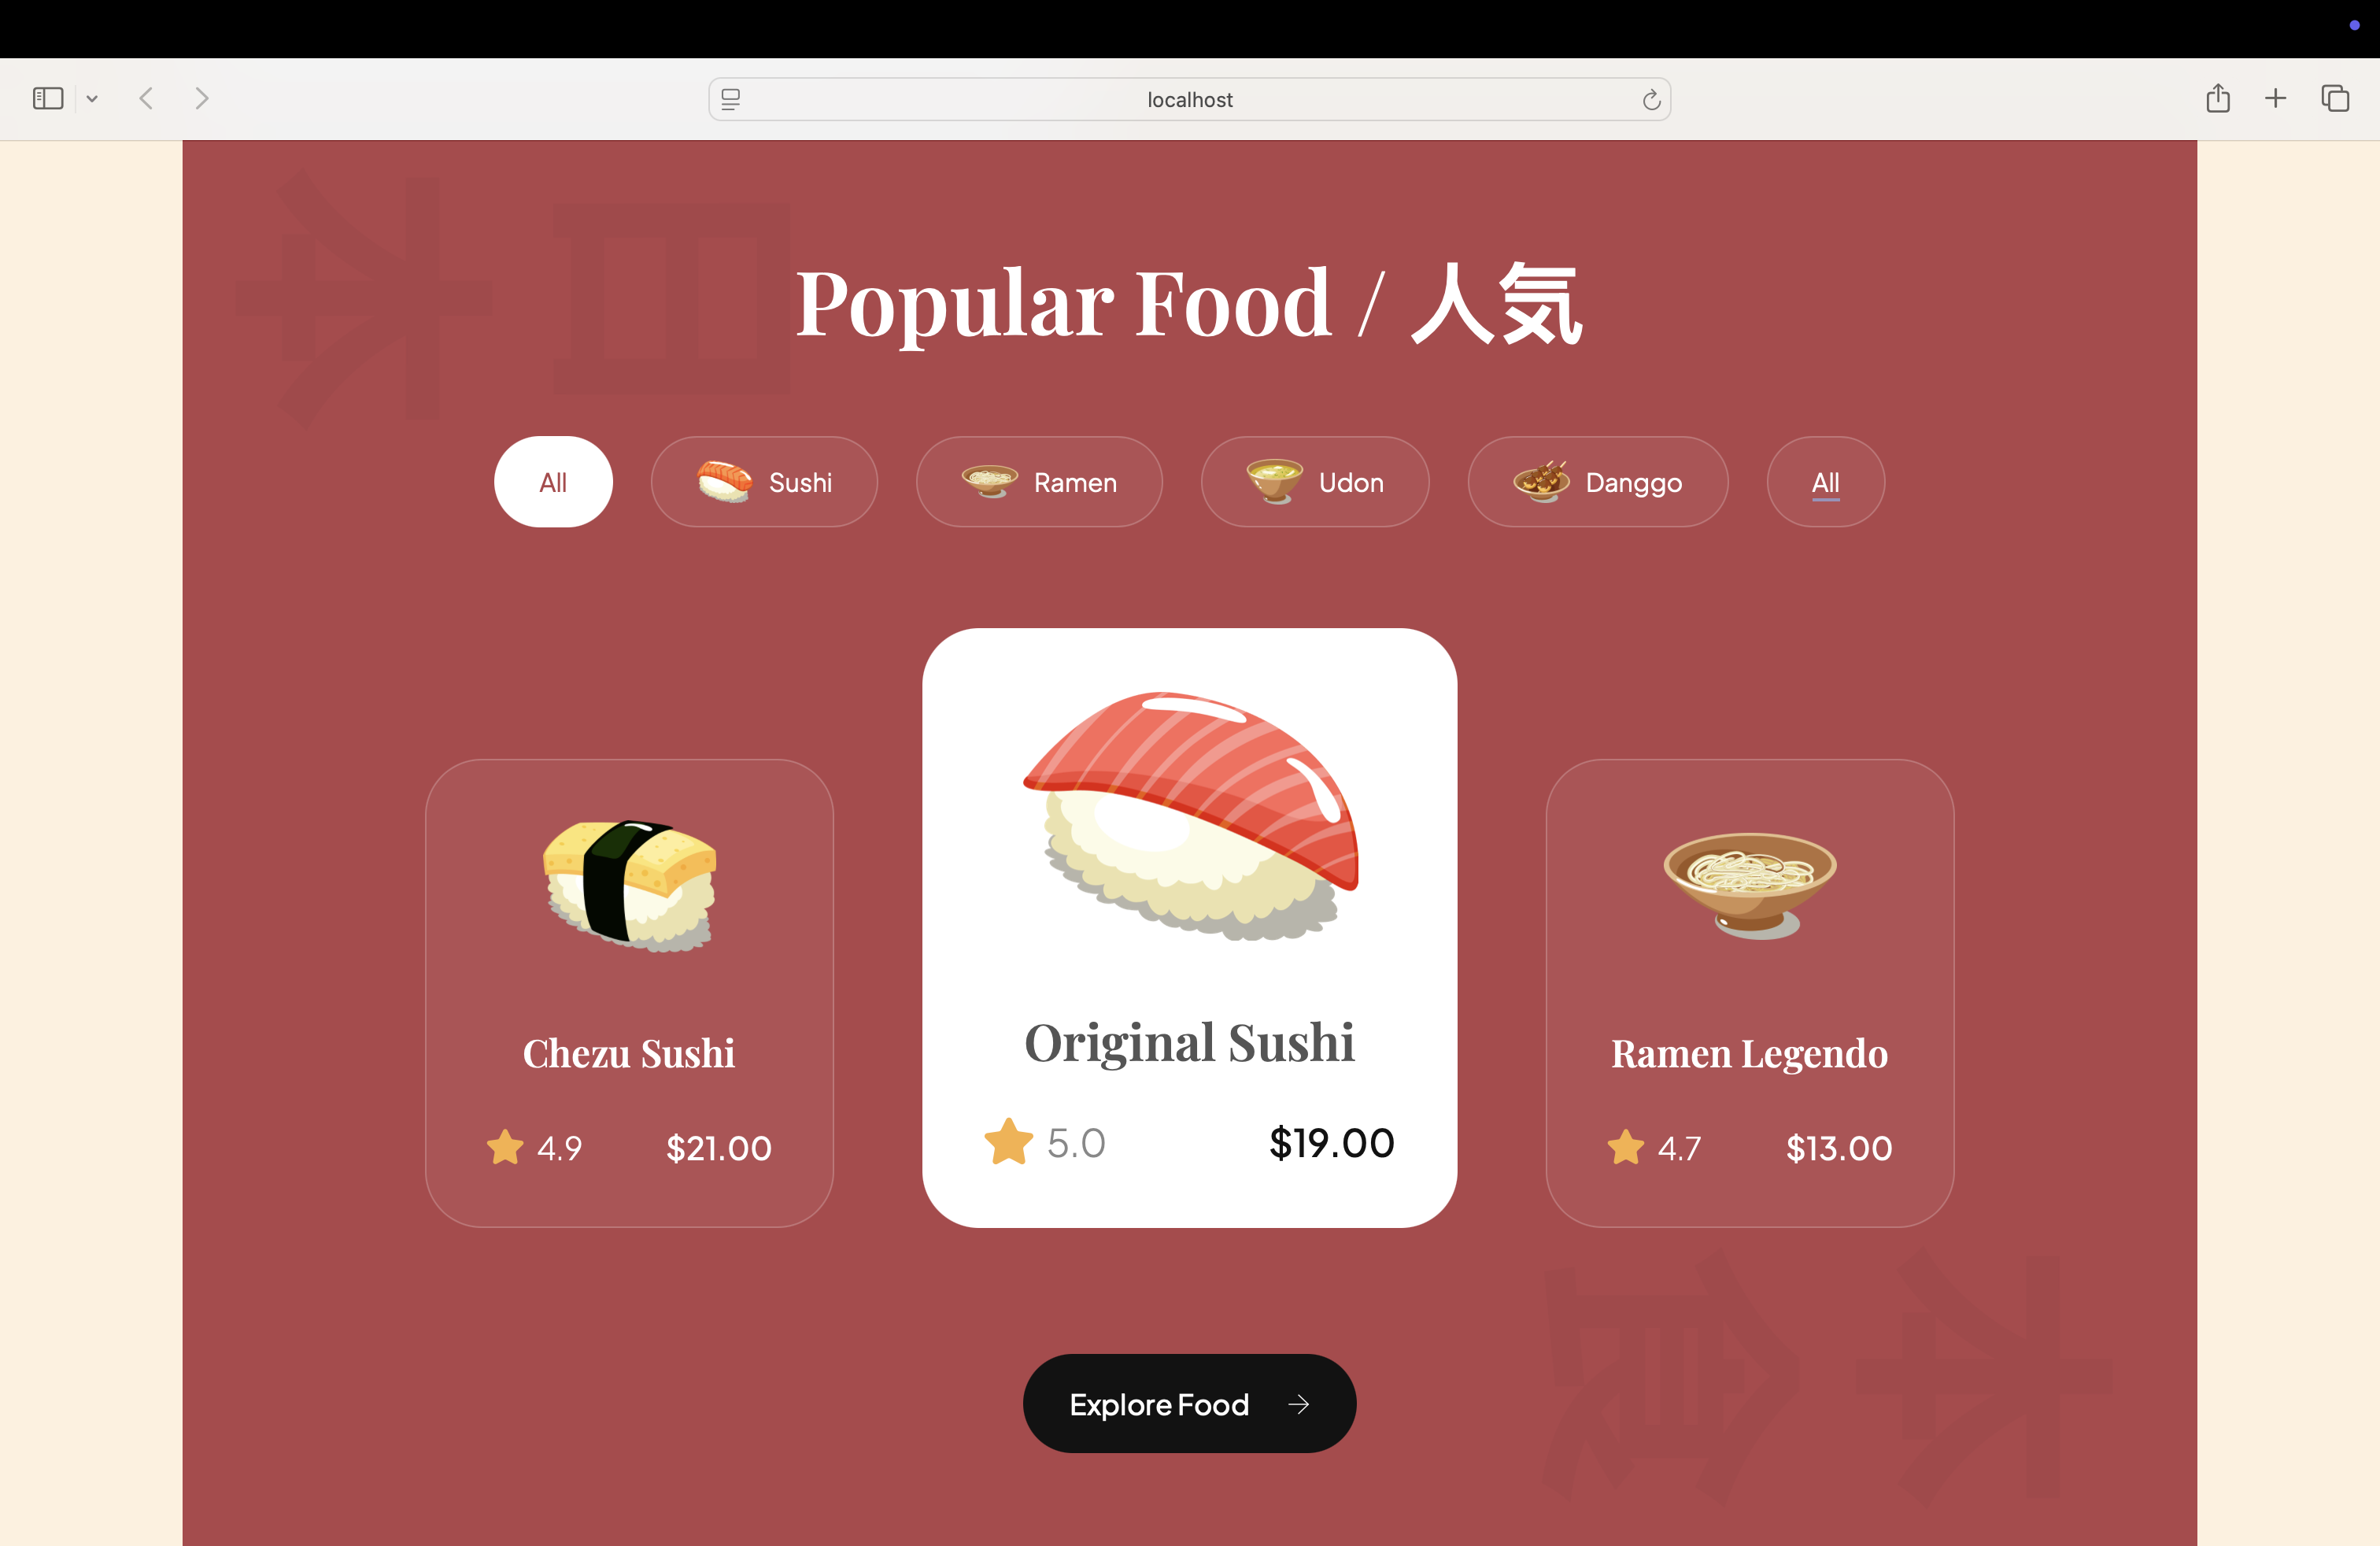 localhost
Popular Food / 人気
All
Sushi
Ramen
Udon
Danggo
All
Chezu Sushi
4.9
$21.00
Original Sushi
5.0
$19.00
Ramen Legendo
4.7
$13.00
Explore Food